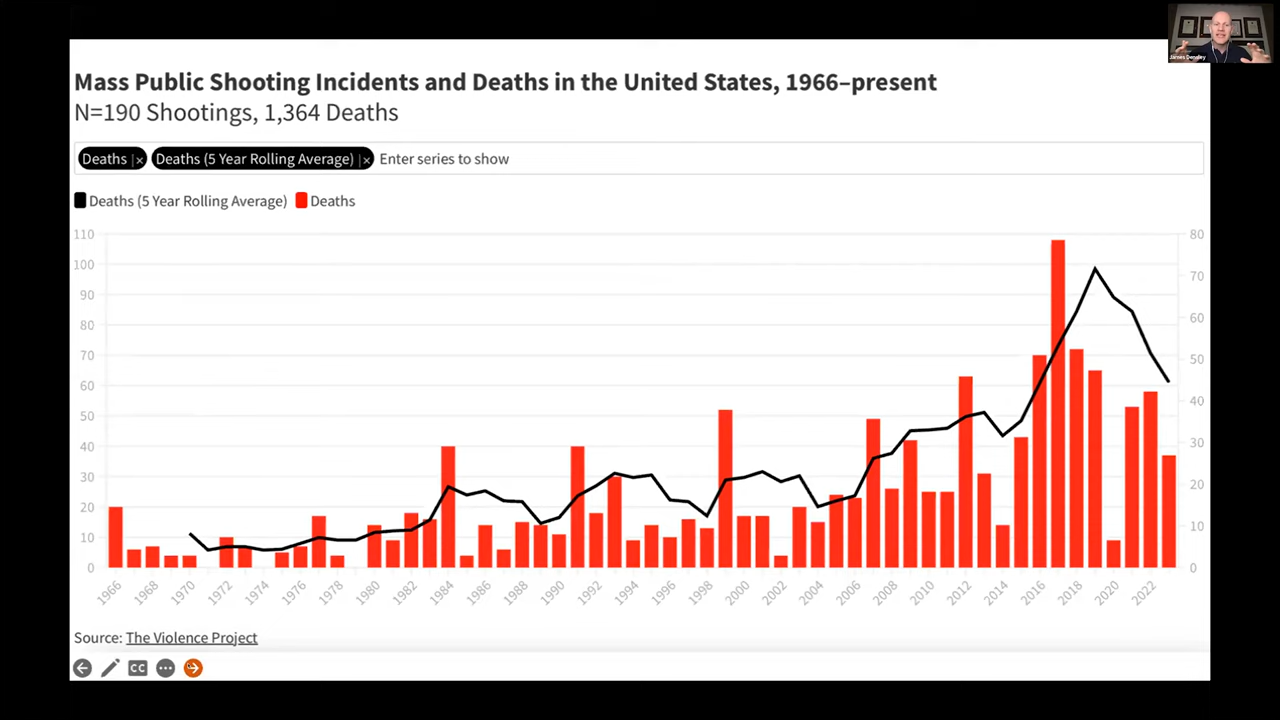 James Densley
Mass Public Shooting Incidents and Deaths in the United States, 1966–present
N=190 Shootings, 1,364 Deaths
Deaths |× Deaths (5 Year Rolling Average) |× Enter series to show
Deaths (5 Year Rolling Average) Deaths
110 80
100 70
90
80 60
70 50
60
50 40
40 30
30 20
20
10 10
0 0
1966 1968 1970 1972 1974 1976 1978 1980 1982 1984 1986 1988 1990 1992 1994 1996 1998 2000 2002 2004 2006 2008 2010 2012 2014 2016 2018 2020 2022
Source: The Violence Project
CC